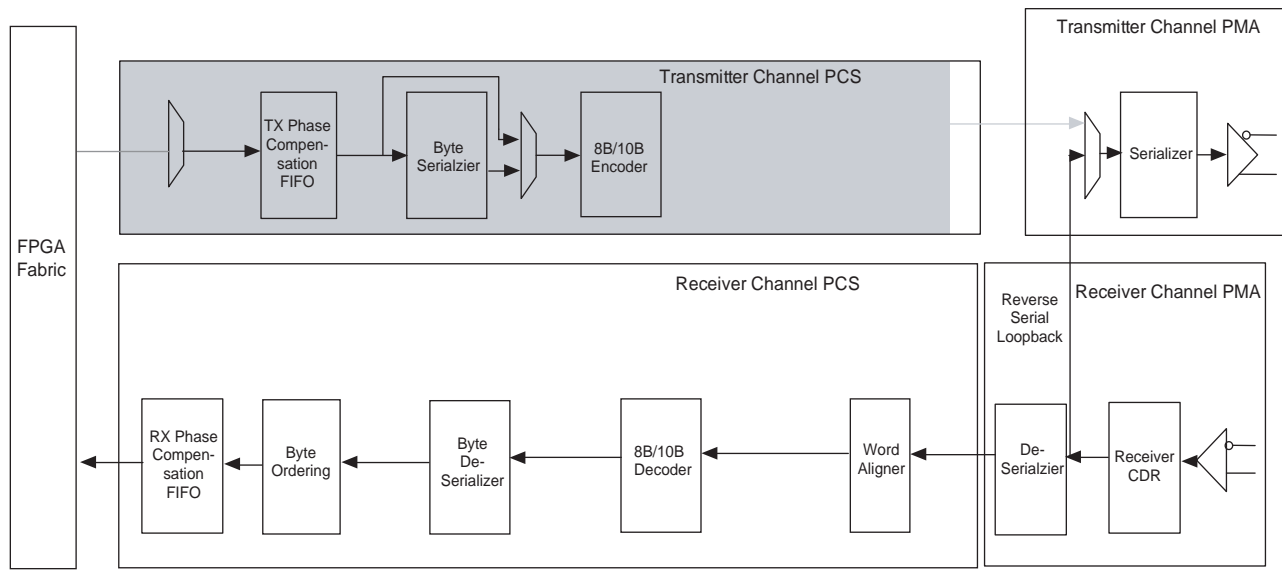 FPGA
Fabric
Transmitter Channel PCS
TX Phase
Compen-
sation
FIFO
Byte
Serialzier
8B/10B
Encoder
Transmitter Channel PMA
Serializer
Receiver Channel PCS
RX Phase
Compen-
sation
FIFO
Byte
Ordering
Byte
De-
Serializer
8B/10B
Decoder
Word
Aligner
Receiver Channel PMA
Reverse
Serial
Loopback
De-
Serialzier
Receiver
CDR